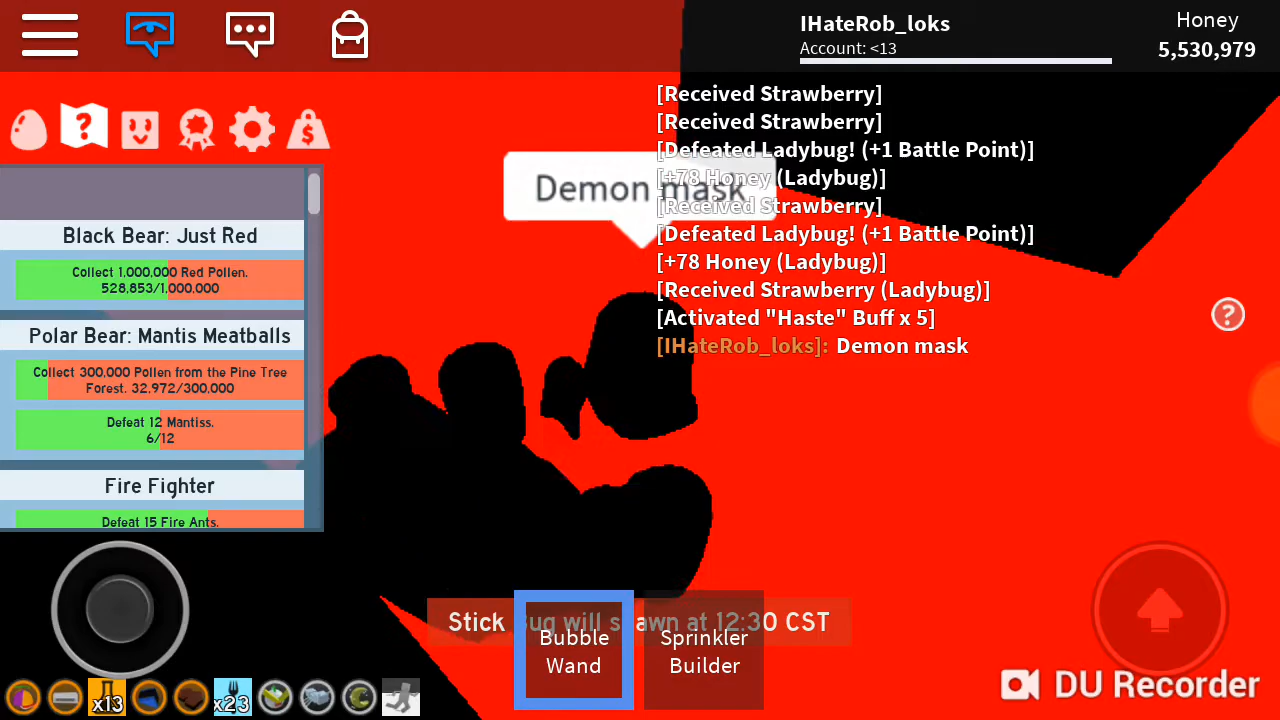 IHateRob_loks
Account: <13
Honey
5,530,979
[Received Strawberry]
[Received Strawberry]
[Defeated Ladybug! (+1 Battle Point)]
[+78 Honey (Ladybug)]
[Received Strawberry]
[Defeated Ladybug! (+1 Battle Point)]
[+78 Honey (Ladybug)]
[Received Strawberry (Ladybug)]
[Activated "Haste" Buff x 5]
[IHateRob_loks]: Demon mask
Demon mask
Black Bear: Just Red
Collect 1,000,000 Red Pollen.
528,853/1,000,000
Polar Bear: Mantis Meatballs
Collect 300,000 Pollen from the Pine Tree
Forest. 32,972/300,000
Defeat 12 Mantiss.
6/12
Fire Fighter
Defeat 15 Fire Ants.
Stick Bug will spawn at 12:30 CST
Bubble
Wand
Sprinkler
Builder
x13
x23
DU Recorder